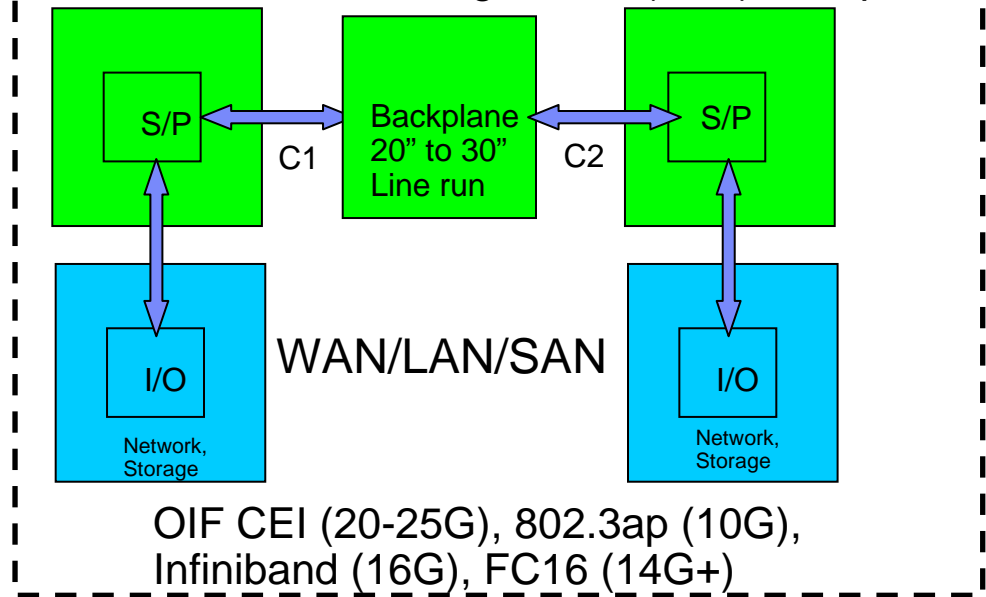 S/P
C1
Backplane
20” to 30”
Line run
C2
S/P
WAN/LAN/SAN
I/O
Network,
Storage
I/O
Network,
Storage
OIF CEI (20-25G), 802.3ap (10G),
Infiniband (16G), FC16 (14G+)